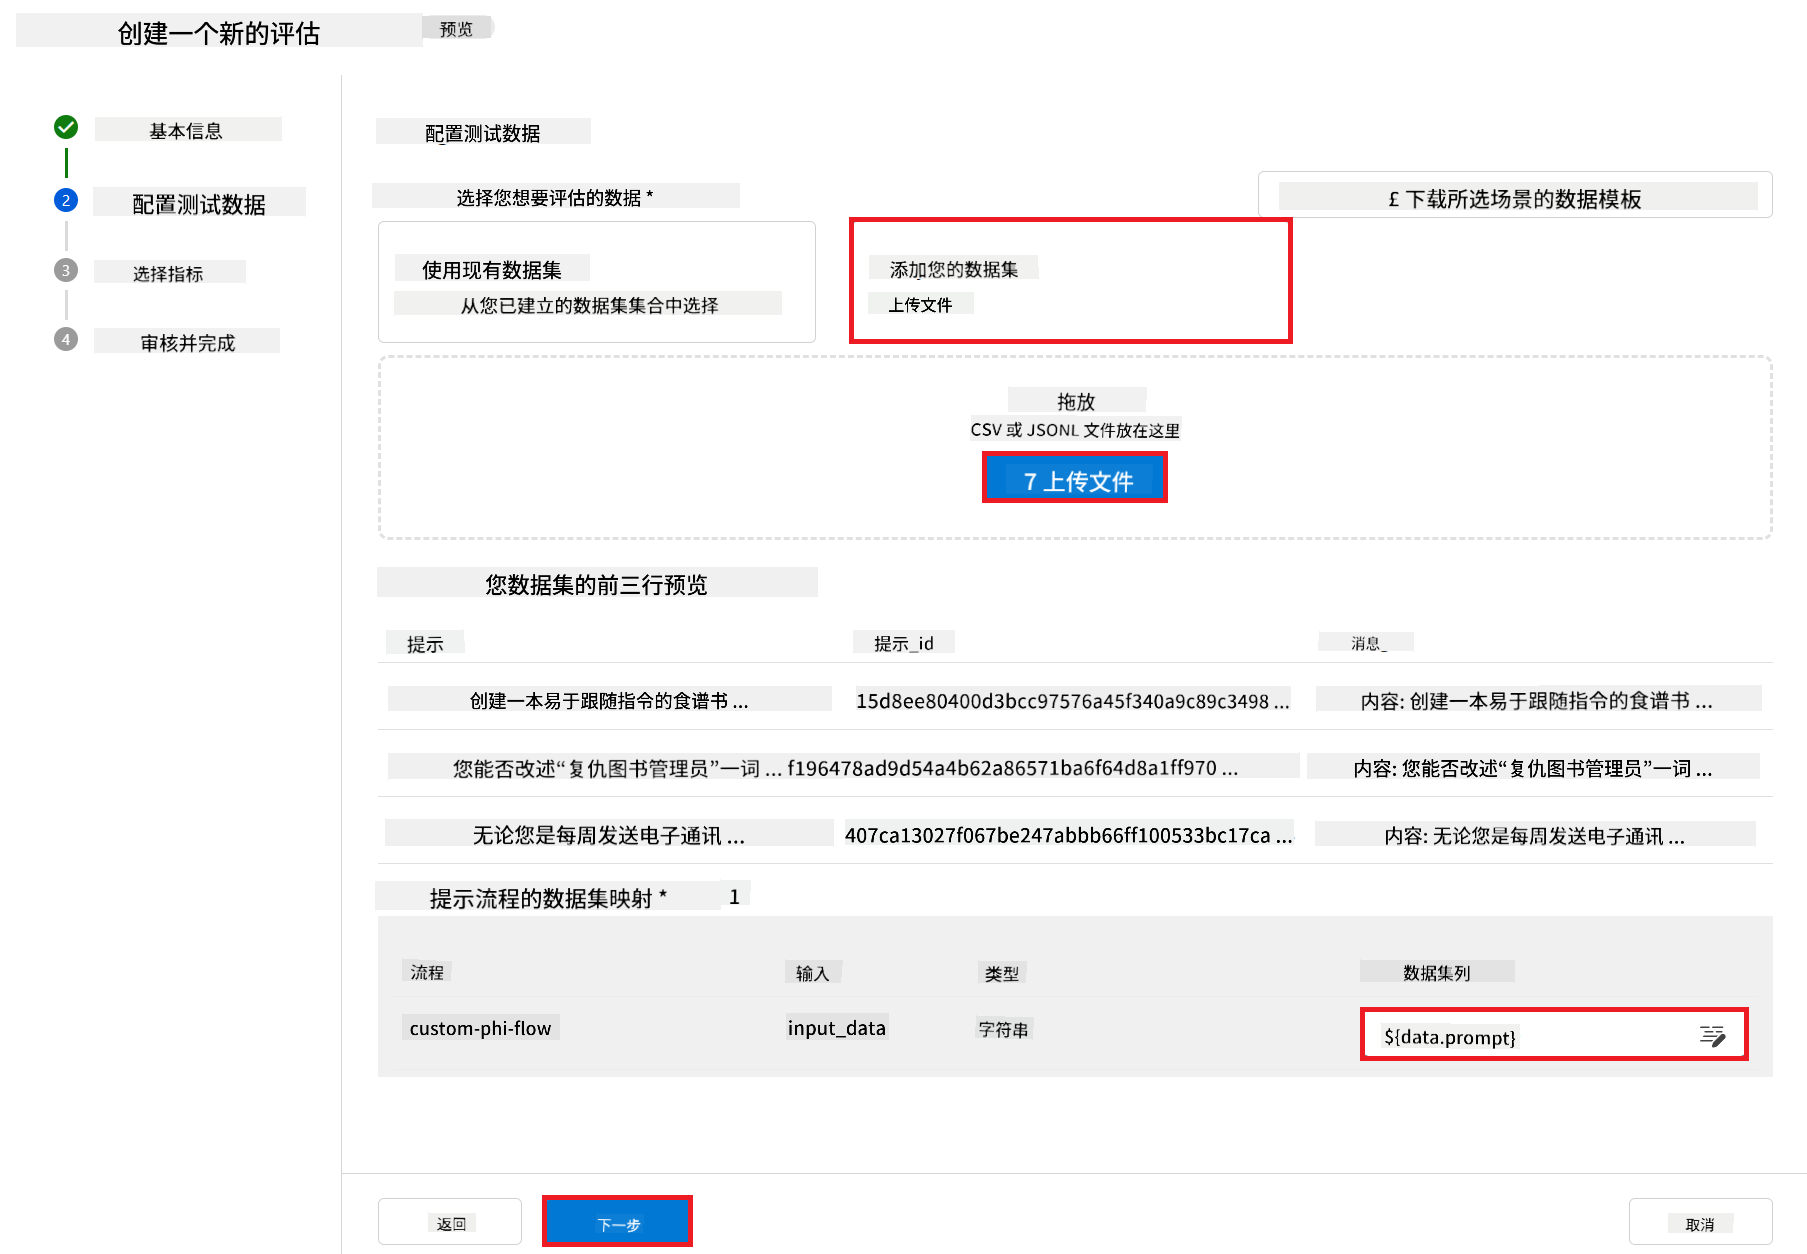 创建一个新的评估 预览
基本信息
2 配置测试数据
3 选择指标
4 审核并完成
配置测试数据
选择您想要评估的数据 *
£ 下载所选场景的数据模板
使用现有数据集
从您已建立的数据集集合中选择
添加您的数据集
上传文件
拖放
CSV 或 JSONL 文件放在这里
7 上传文件
您数据集的前三行预览
提示 提示_id 消息_
创建一本易于跟随指令的食谱书 ... 15d8ee80400d3bcc97576a45f340a9c89c3498 ... 内容: 创建一本易于跟随指令的食谱书 ...
您能否改述“复仇图书管理员”一词 ... f196478ad9d54a4b62a86571ba6f64d8a1ff970 ... 内容: 您能否改述“复仇图书管理员”一词 ...
无论您是每周发送电子通讯 ... 407ca13027f067be247abbb66ff100533bc17ca ... 内容: 无论您是每周发送电子通讯 ...
提示流程的数据集映射 * 1
流程 输入 类型 数据集列
custom-phi-flow input_data 字符串 ${data.prompt}
返回 下一步 取消